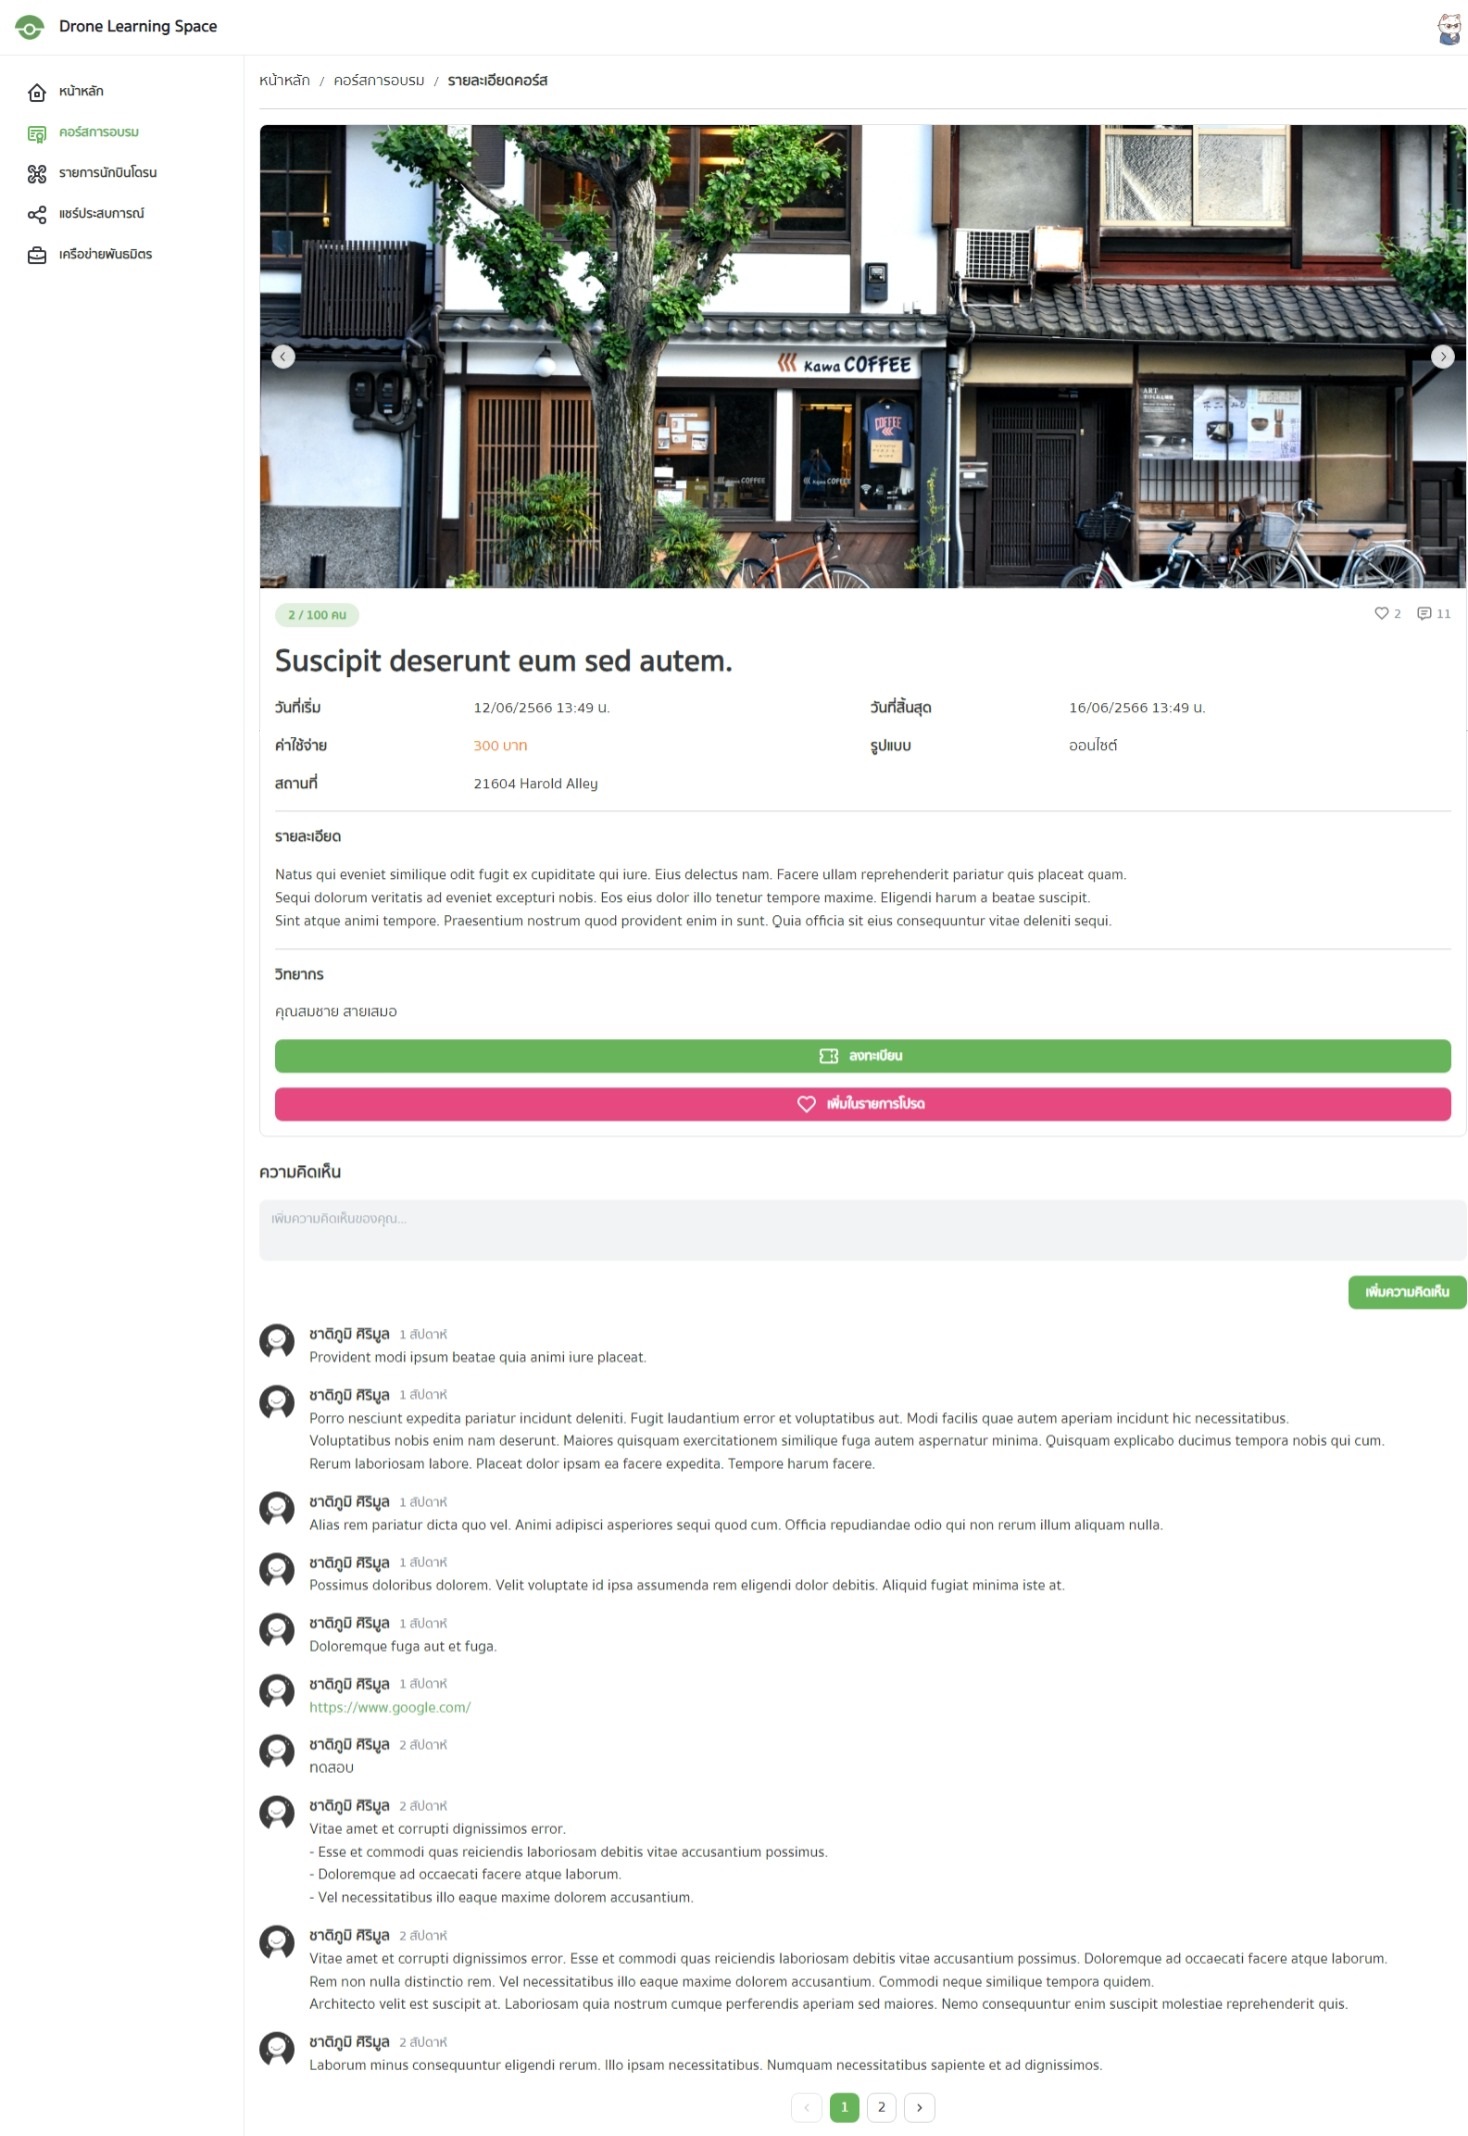 Drone Learning Space
หน้าหลัก
คอร์สการอบรม
รายการนักบินโดรน
แชร์ประสบการณ์
เครือข่ายพันธมิตร
หน้าหลัก / คอร์สการอบรม / รายละเอียดคอร์ส
Kawa COFFEE
COFFEE
ART
2 / 100 คน
2 11
Suscipit deserunt eum sed autem.
วันที่เริ่ม 12/06/2566 13:49 น. วันที่สิ้นสุด 16/06/2566 13:49 น.
ค่าใช้จ่าย 300 บาท รูปแบบ ออนไซต์
สถานที่ 21604 Harold Alley
รายละเอียด
Natus qui eveniet similique odit fugit ex cupiditate qui iure. Eius delectus nam. Facere ullam reprehenderit pariatur quis placeat quam.
Sequi dolorum veritatis ad eveniet excepturi nobis. Eos eius dolor illo tenetur tempore maxime. Eligendi harum a beatae suscipit.
Sint atque animi tempore. Praesentium nostrum quod provident enim in sunt. Quia officia sit eius consequuntur vitae deleniti sequi.
วิทยากร
คุณสมชาย สายเสมอ
ลงทะเบียน
เพิ่มในรายการโปรด
ความคิดเห็น
เพิ่มความคิดเห็นของคุณ...
เพิ่มความคิดเห็น
ชาติภูมิ ศิริมูล 1 สัปดาห์
Provident modi ipsum beatae quia animi iure placeat.
ชาติภูมิ ศิริมูล 1 สัปดาห์
Porro nesciunt expedita pariatur incidunt deleniti. Fugit laudantium error et voluptatibus aut. Modi facilis quae autem aperiam incidunt hic necessitatibus.
Voluptatibus nobis enim nam deserunt. Maiores quisquam exercitationem similique fuga autem aspernatur minima. Quisquam explicabo ducimus tempora nobis qui cum.
Rerum laboriosam labore. Placeat dolor ipsam ea facere expedita. Tempore harum facere.
ชาติภูมิ ศิริมูล 1 สัปดาห์
Alias rem pariatur dicta quo vel. Animi adipisci asperiores sequi quod cum. Officia repudiandae odio qui non rerum illum aliquam nulla.
ชาติภูมิ ศิริมูล 1 สัปดาห์
Possimus doloribus dolorem. Velit voluptate id ipsa assumenda rem eligendi dolor debitis. Aliquid fugiat minima iste at.
ชาติภูมิ ศิริมูล 1 สัปดาห์
Doloremque fuga aut et fuga.
ชาติภูมิ ศิริมูล 1 สัปดาห์
https://www.google.com/
ชาติภูมิ ศิริมูล 2 สัปดาห์
ทดสอบ
ชาติภูมิ ศิริมูล 2 สัปดาห์
Vitae amet et corrupti dignissimos error.
- Esse et commodi quas reiciendis laboriosam debitis vitae accusantium possimus.
- Doloremque ad occaecati facere atque laborum.
- Vel necessitatibus illo eaque maxime dolorem accusantium.
ชาติภูมิ ศิริมูล 2 สัปดาห์
Vitae amet et corrupti dignissimos error. Esse et commodi quas reiciendis laboriosam debitis vitae accusantium possimus. Doloremque ad occaecati facere atque laborum.
Rem non nulla distinctio rem. Vel necessitatibus illo eaque maxime dolorem accusantium. Commodi neque similique tempora quidem.
Architecto velit est suscipit at. Laboriosam quia nostrum cumque perferendis aperiam sed maiores. Nemo consequuntur enim suscipit molestiae reprehenderit quis.
ชาติภูมิ ศิริมูล 2 สัปดาห์
Laborum minus consequuntur eligendi rerum. Illo ipsam necessitatibus. Numquam necessitatibus sapiente et ad dignissimos.
1 2